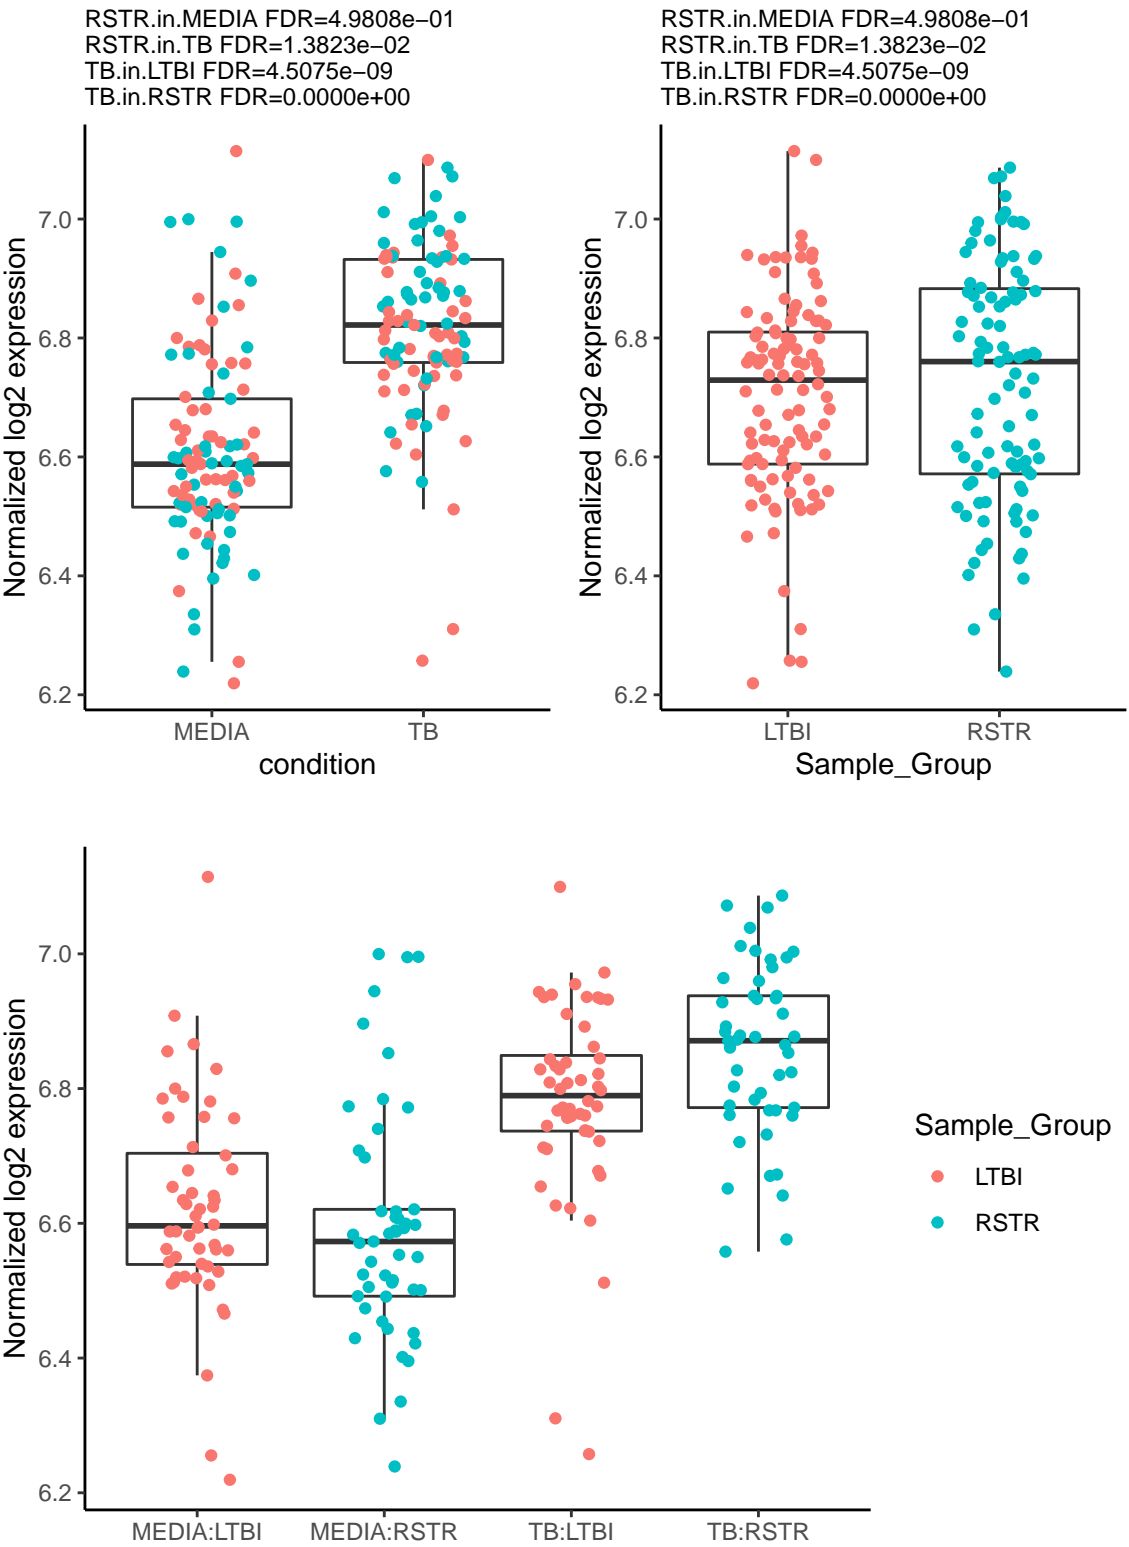 RSTR.in.MEDIA FDR=4.9808e−01
RSTR.in.TB FDR=1.3823e−02
TB.in.LTBI FDR=4.5075e−09
TB.in.RSTR FDR=0.0000e+00
Normalized log2 expression
7.0
6.8
6.6
6.4
6.2
MEDIA TB
condition
RSTR.in.MEDIA FDR=4.9808e−01
RSTR.in.TB FDR=1.3823e−02
TB.in.LTBI FDR=4.5075e−09
TB.in.RSTR FDR=0.0000e+00
Normalized log2 expression
7.0
6.8
6.6
6.4
6.2
LTBI RSTR
Sample_Group
Normalized log2 expression
7.0
6.8
6.6
6.4
6.2
MEDIA:LTBI MEDIA:RSTR TB:LTBI TB:RSTR
Sample_Group
LTBI
RSTR